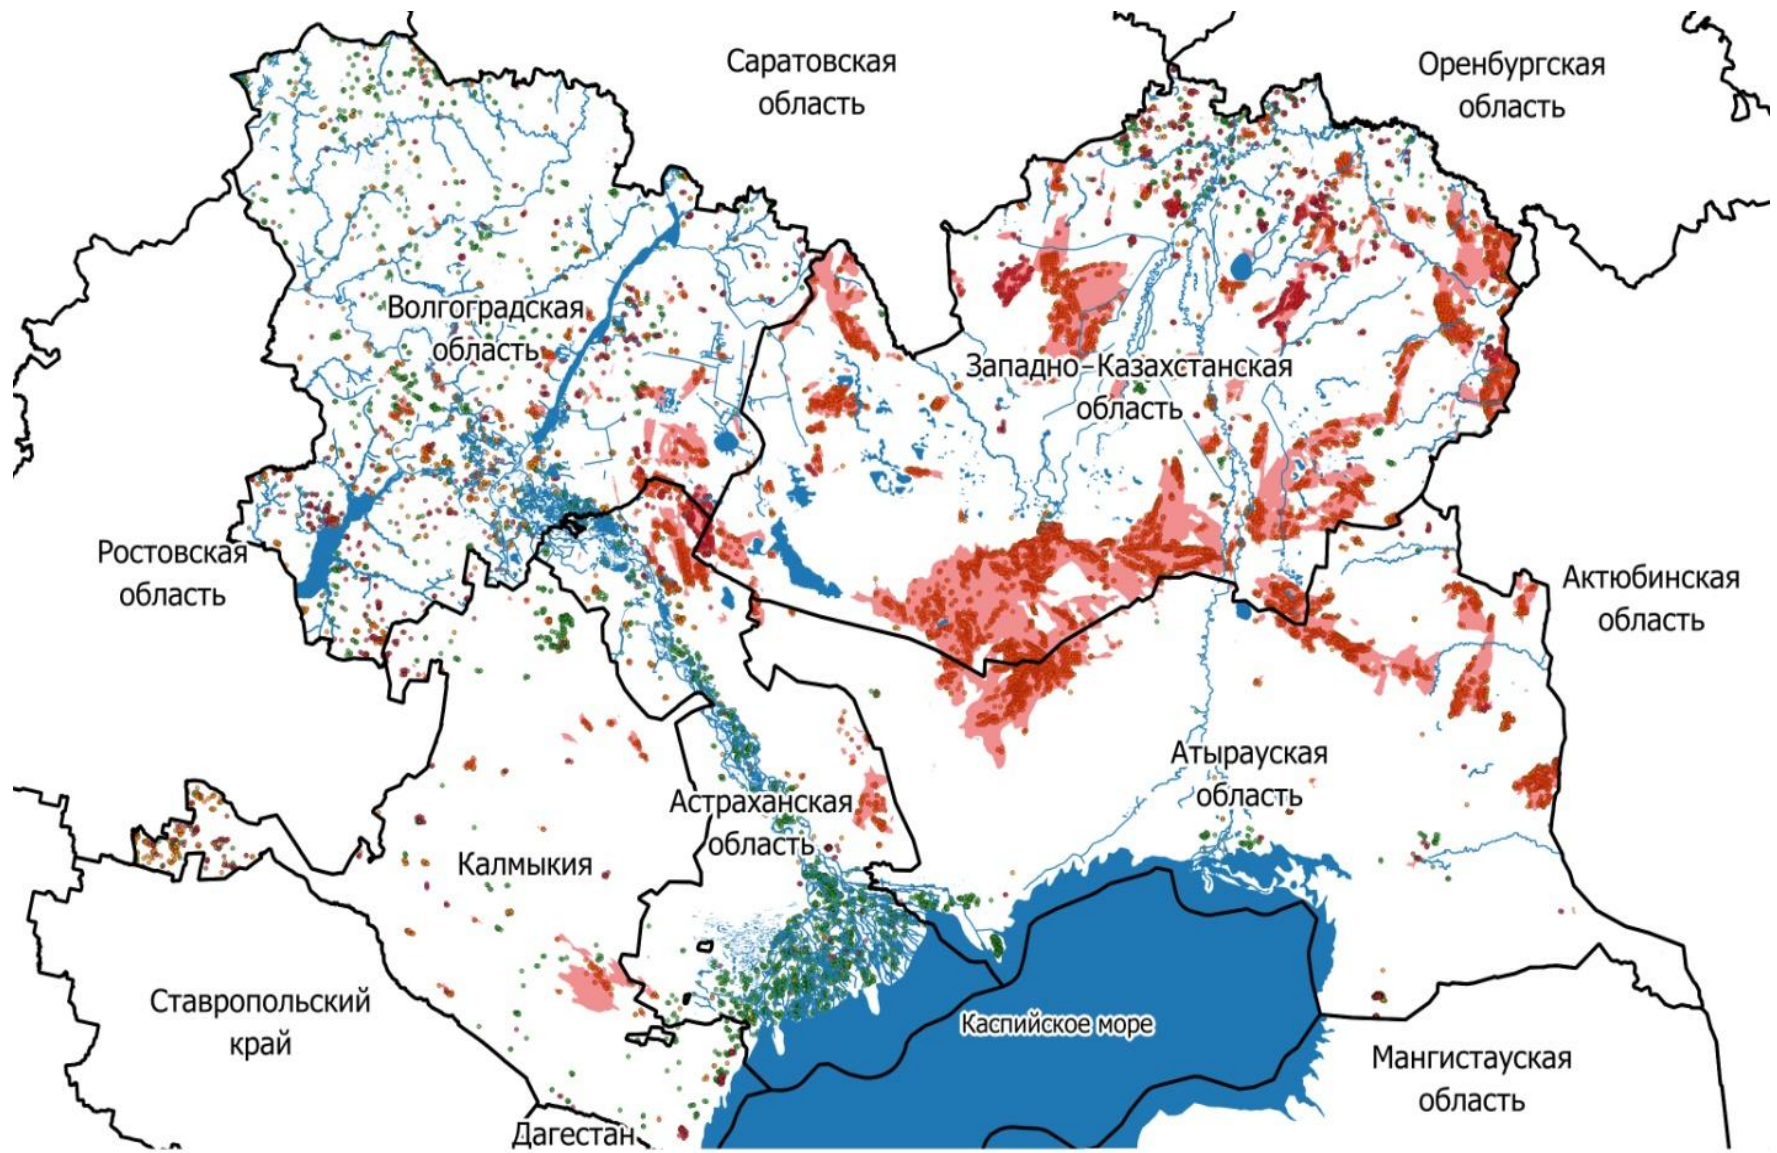 Саратовская
область
Оренбургская
область
Волгоградская
область
Западно-Казахстанская
область
Ростовская
область
Актюбинская
область
Атырауская
область
Астраханская
область
Калмыкия
Ставропольский
край
Каспийское море
Мангистауская
область
Дагестан